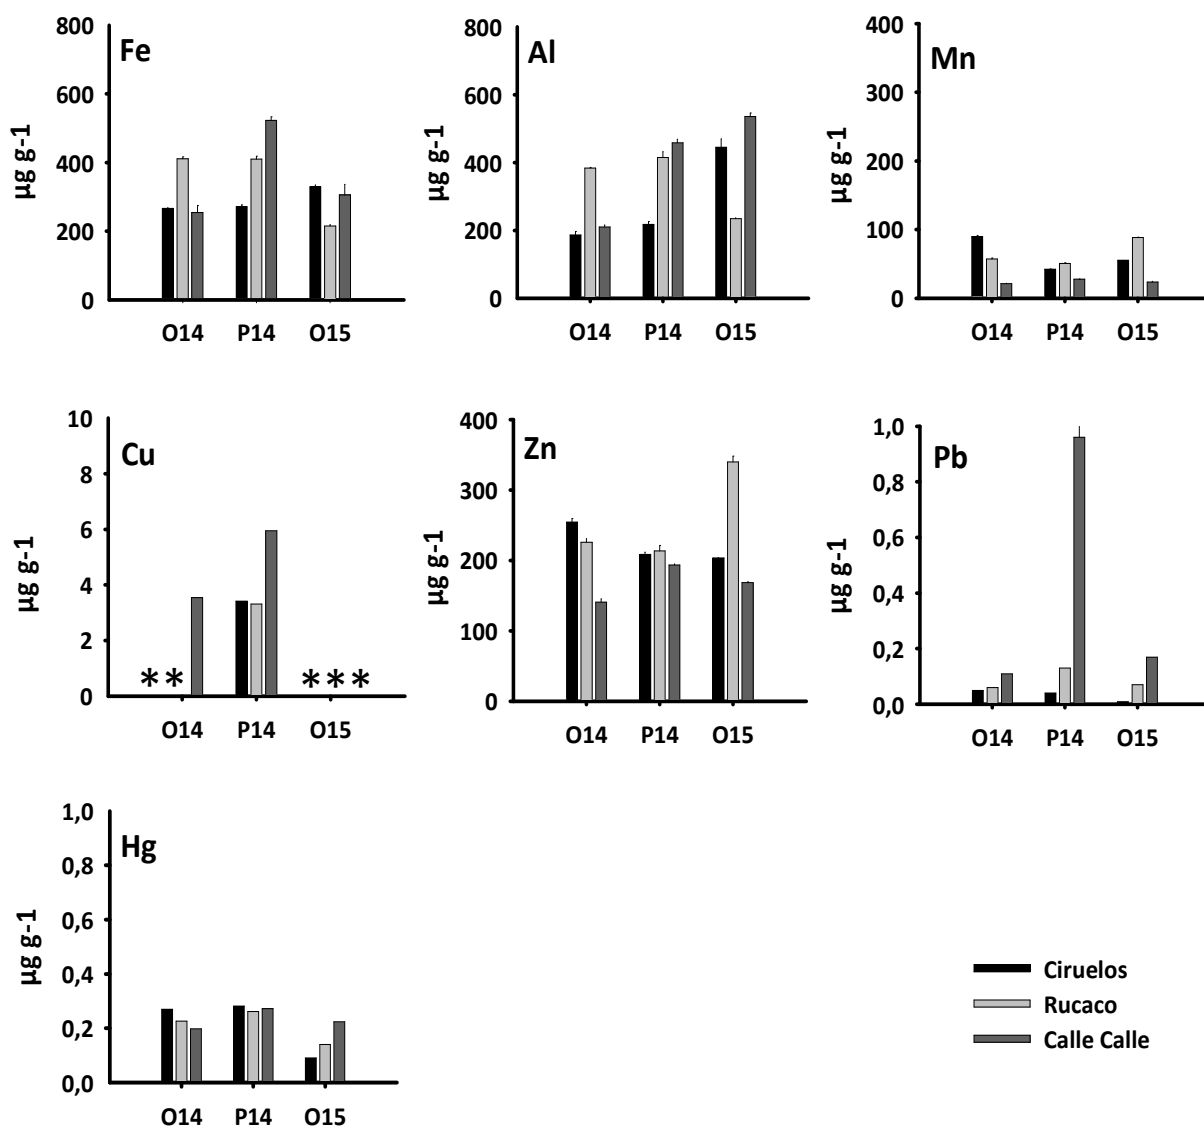 Fe
µg g-1
800
600
400
200
0
O14 P14 O15
Al
µg g-1
800
600
400
200
0
O14 P14 O15
Mn
µg g-1
400
300
200
100
0
O14 P14 O15
Cu
µg g-1
10
8
6
4
2
0
** ***
O14 P14 O15
Zn
µg g-1
400
300
200
100
0
O14 P14 O15
Pb
µg g-1
1,0
0,8
0,6
0,4
0,2
0,0
O14 P14 O15
Hg
µg g-1
1,0
0,8
0,6
0,4
0,2
0,0
O14 P14 O15
Ciruelos
Rucaco
Calle Calle